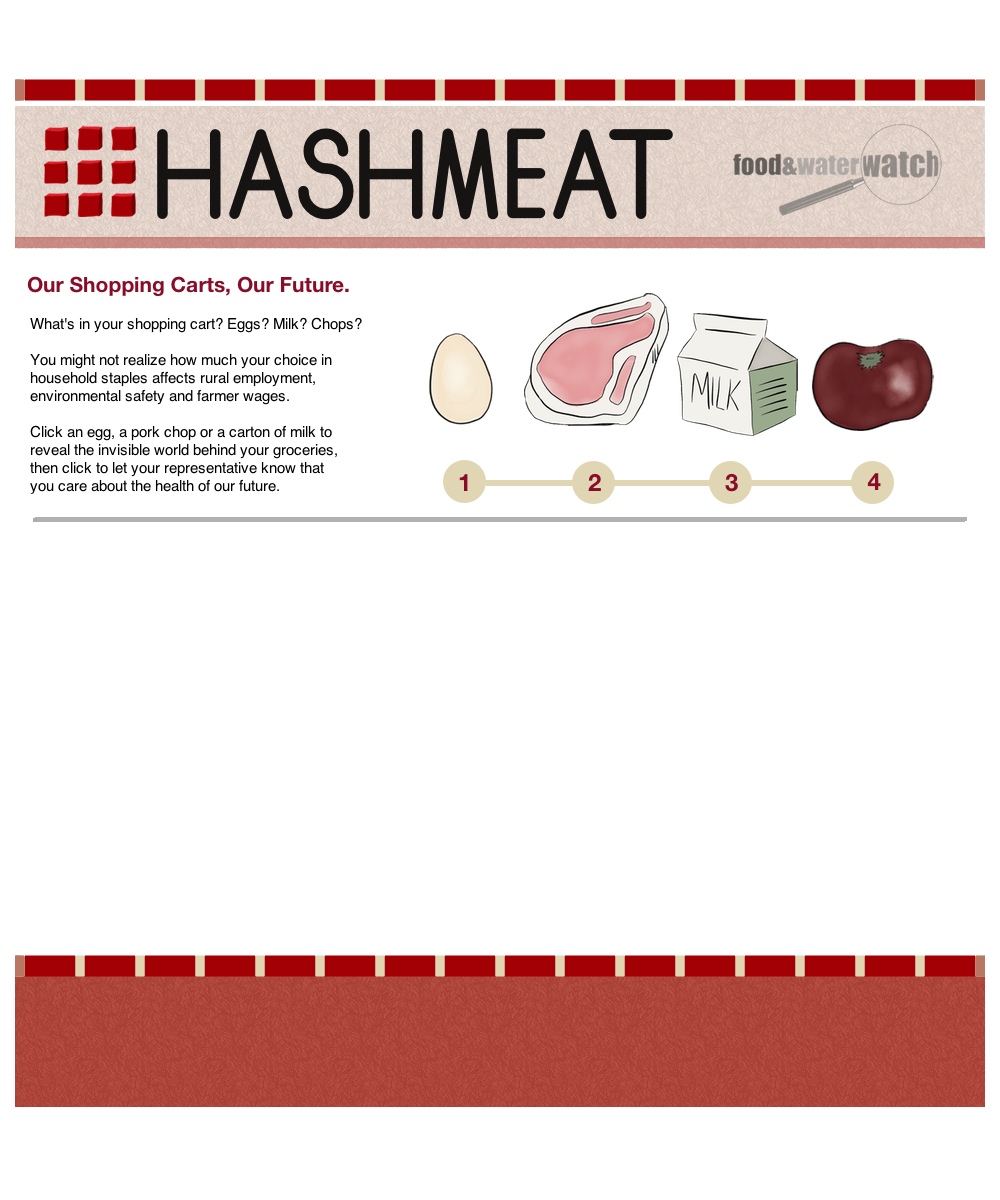 HASHMEAT
food&waterwatch
Our Shopping Carts, Our Future.
What's in your shopping cart? Eggs? Milk? Chops?
You might not realize how much your choice in
household staples affects rural employment,
environmental safety and farmer wages.
Click an egg, a pork chop or a carton of milk to
reveal the invisible world behind your groceries,
then click to let your representative know that
you care about the health of our future.
MILK
1 2 3 4